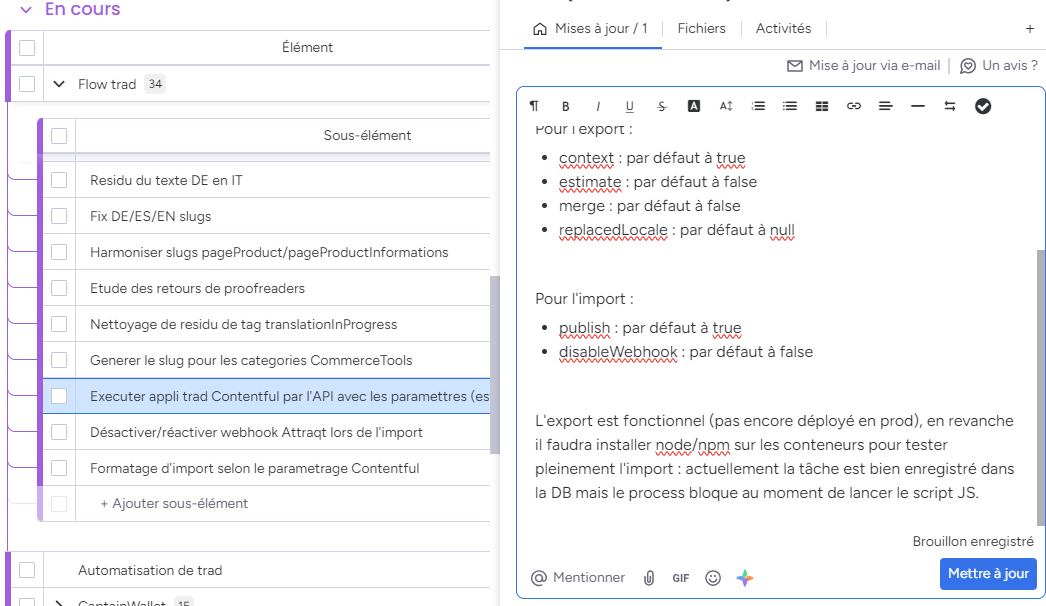 En cours
Élément
Flow trad 34
Sous-élément
Residu du texte DE en IT
Fix DE/ES/EN slugs
Harmoniser slugs pageProduct/pageProductInformations
Etude des retours de proofreaders
Nettoyage de residu de tag translationInProgress
Generer le slug pour les categories CommerceTools
Executer appli trad Contentful par l'API avec les paramettres (es
Désactiver/réactiver webhook Attraqt lors de l'import
Formatage d'import selon le parametrage Contentful
+ Ajouter sous-élément
Automatisation de trad
CaptainWallet 15
Mises à jour / 1
Fichiers
Activités
+
Mise à jour via e-mail
Un avis ?
Pour l'export :
context : par défaut à true
estimate : par défaut à false
merge : par défaut à false
replacedLocale : par défaut à null
Pour l'import :
publish : par défaut à true
disableWebhook : par défaut à false
L'export est fonctionnel (pas encore déployé en prod), en revanche
il faudra installer node/npm sur les conteneurs pour tester
pleinement l'import : actuellement la tâche est bien enregistré dans
la DB mais le process bloque au moment de lancer le script JS.
Brouillon enregistré
Mentionner
GIF
Mettre à jour